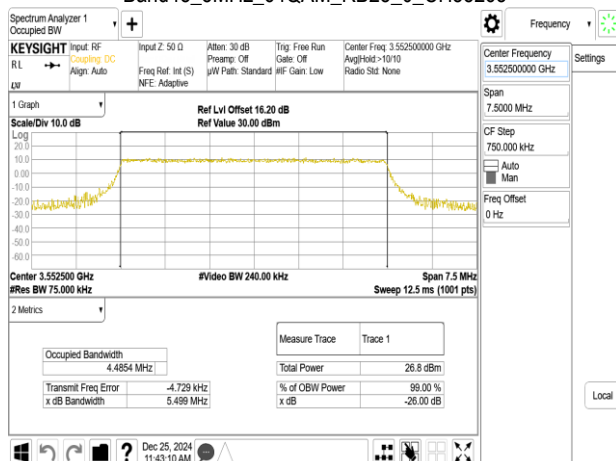 Spectrum Analyzer 1
Occupied BW
+
Frequency
KEYSIGHT
RL
Input: RF
Coupling: DC
Align: Auto
Input Z: 50 Ω
Freq Ref: Int (S)
NFE: Adaptive
Atten: 30 dB
Preamp: Off
µW Path: Standard
Trig: Free Run
Gate: Off
#IF Gain: Low
Center Freq: 3.552500000 GHz
Avg|Hold:>10/10
Radio Std: None
Center Frequency
3.552500000 GHz
Settings
Span
7.5000 MHz
CF Step
750.000 kHz
Auto
Man
Freq Offset
0 Hz
Local
1 Graph
Scale/Div 10.0 dB
Ref Lvl Offset 16.20 dB
Ref Value 30.00 dBm
Log
20.0
10.0
0.00
-10.0
-20.0
-30.0
-40.0
-50.0
-60.0
Center 3.552500 GHz
#Res BW 75.000 kHz
#Video BW 240.00 kHz
Span 7.5 MHz
Sweep 12.5 ms (1001 pts)
2 Metrics
Measure Trace
Trace 1
Occupied Bandwidth
4.4854 MHz
Total Power
26.8 dBm
Transmit Freq Error
-4.729 kHz
% of OBW Power
99.00 %
x dB Bandwidth
5.499 MHz
x dB
-26.00 dB
?
Dec 25, 2024
11:43:10 AM